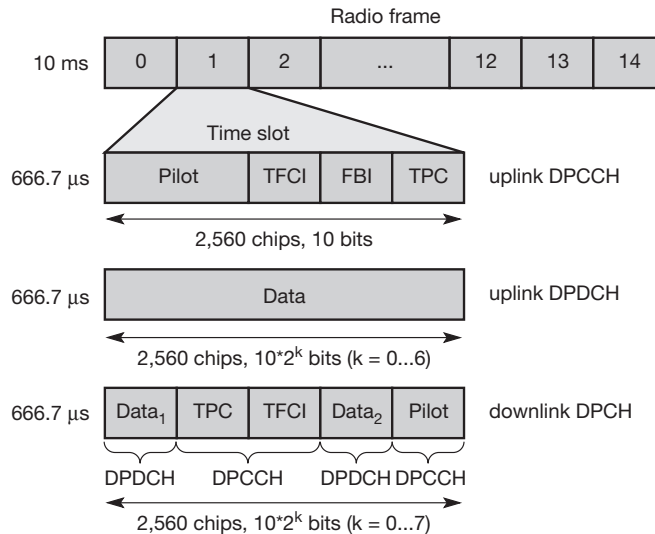 Radio frame
10 ms 0 1 2 ... 12 13 14
Time slot
666.7 μs Pilot TFCI FBI TPC uplink DPCCH
2,560 chips, 10 bits
666.7 μs Data uplink DPDCH
2,560 chips, 10*2^k bits (k = 0...6)
666.7 μs Data₁ TPC TFCI Data₂ Pilot downlink DPCH
DPDCH DPCCH DPDCH DPCCH
2,560 chips, 10*2^k bits (k = 0...7)